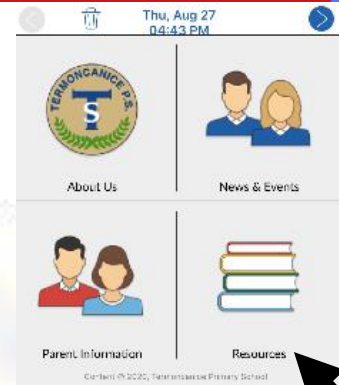 Thu, Aug 27
04:43 PM
TERMONCANICE P.S.
TS
About Us
News & Events
Parent Information
Resources
Content © 2020, Termoncanice Primary School